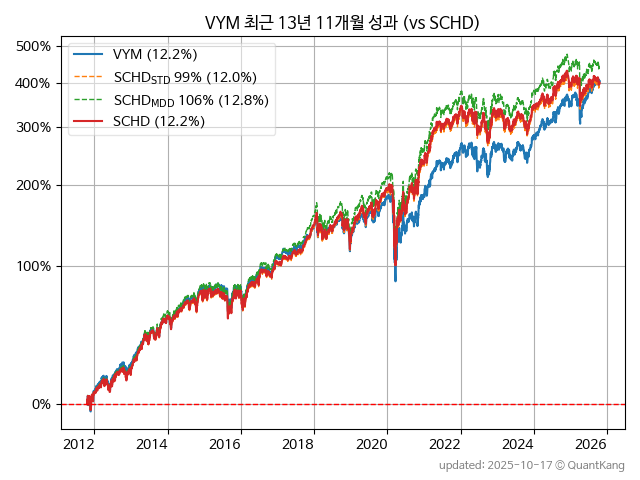 VYM 최근 13년 11개월 성과 (vs SCHD)
500%
400%
300%
200%
100%
0%
VYM (12.2%)
SCHD_STD 99% (12.0%)
SCHD_MDD 106% (12.8%)
SCHD (12.2%)
2012 2014 2016 2018 2020 2022 2024 2026
updated: 2025-10-17 © QuantKang